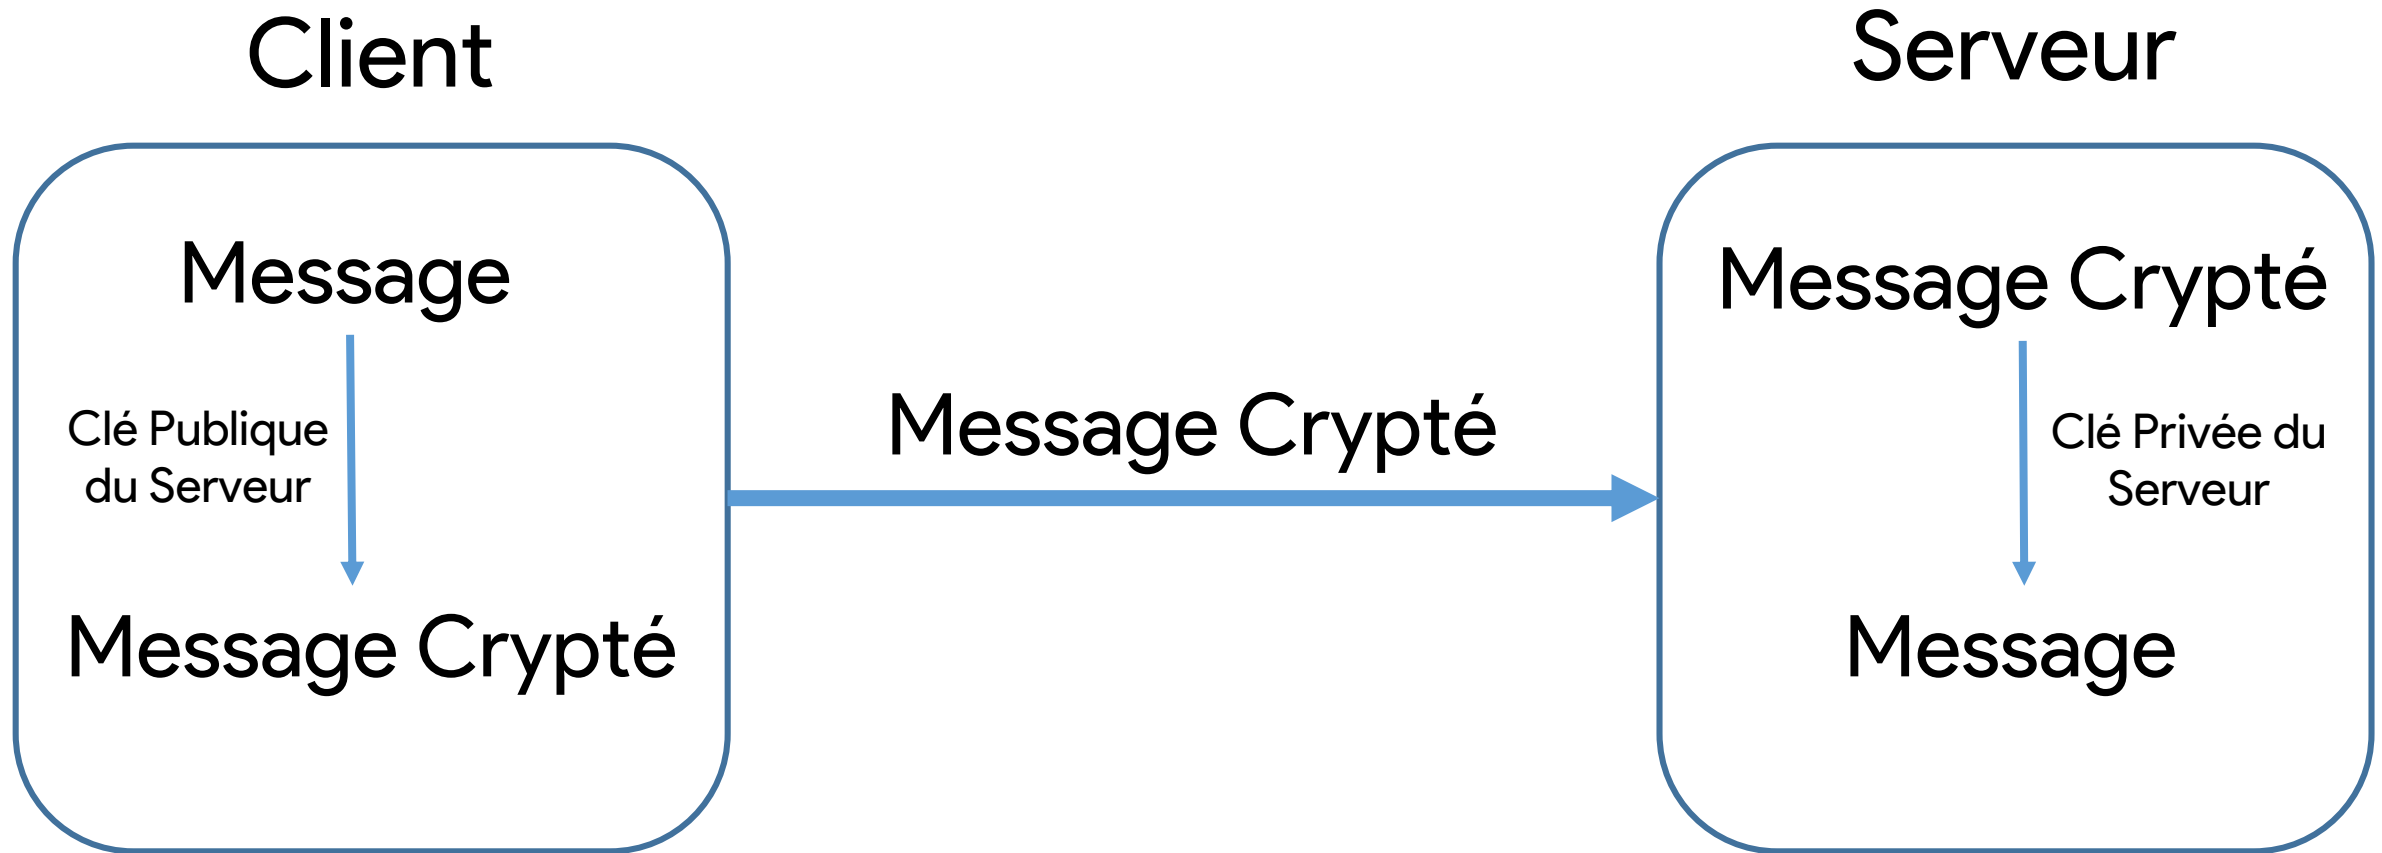 Client
Serveur
Message
Clé Publique
du Serveur
Message Crypté
Message Crypté
Message Crypté
Clé Privée du
Serveur
Message